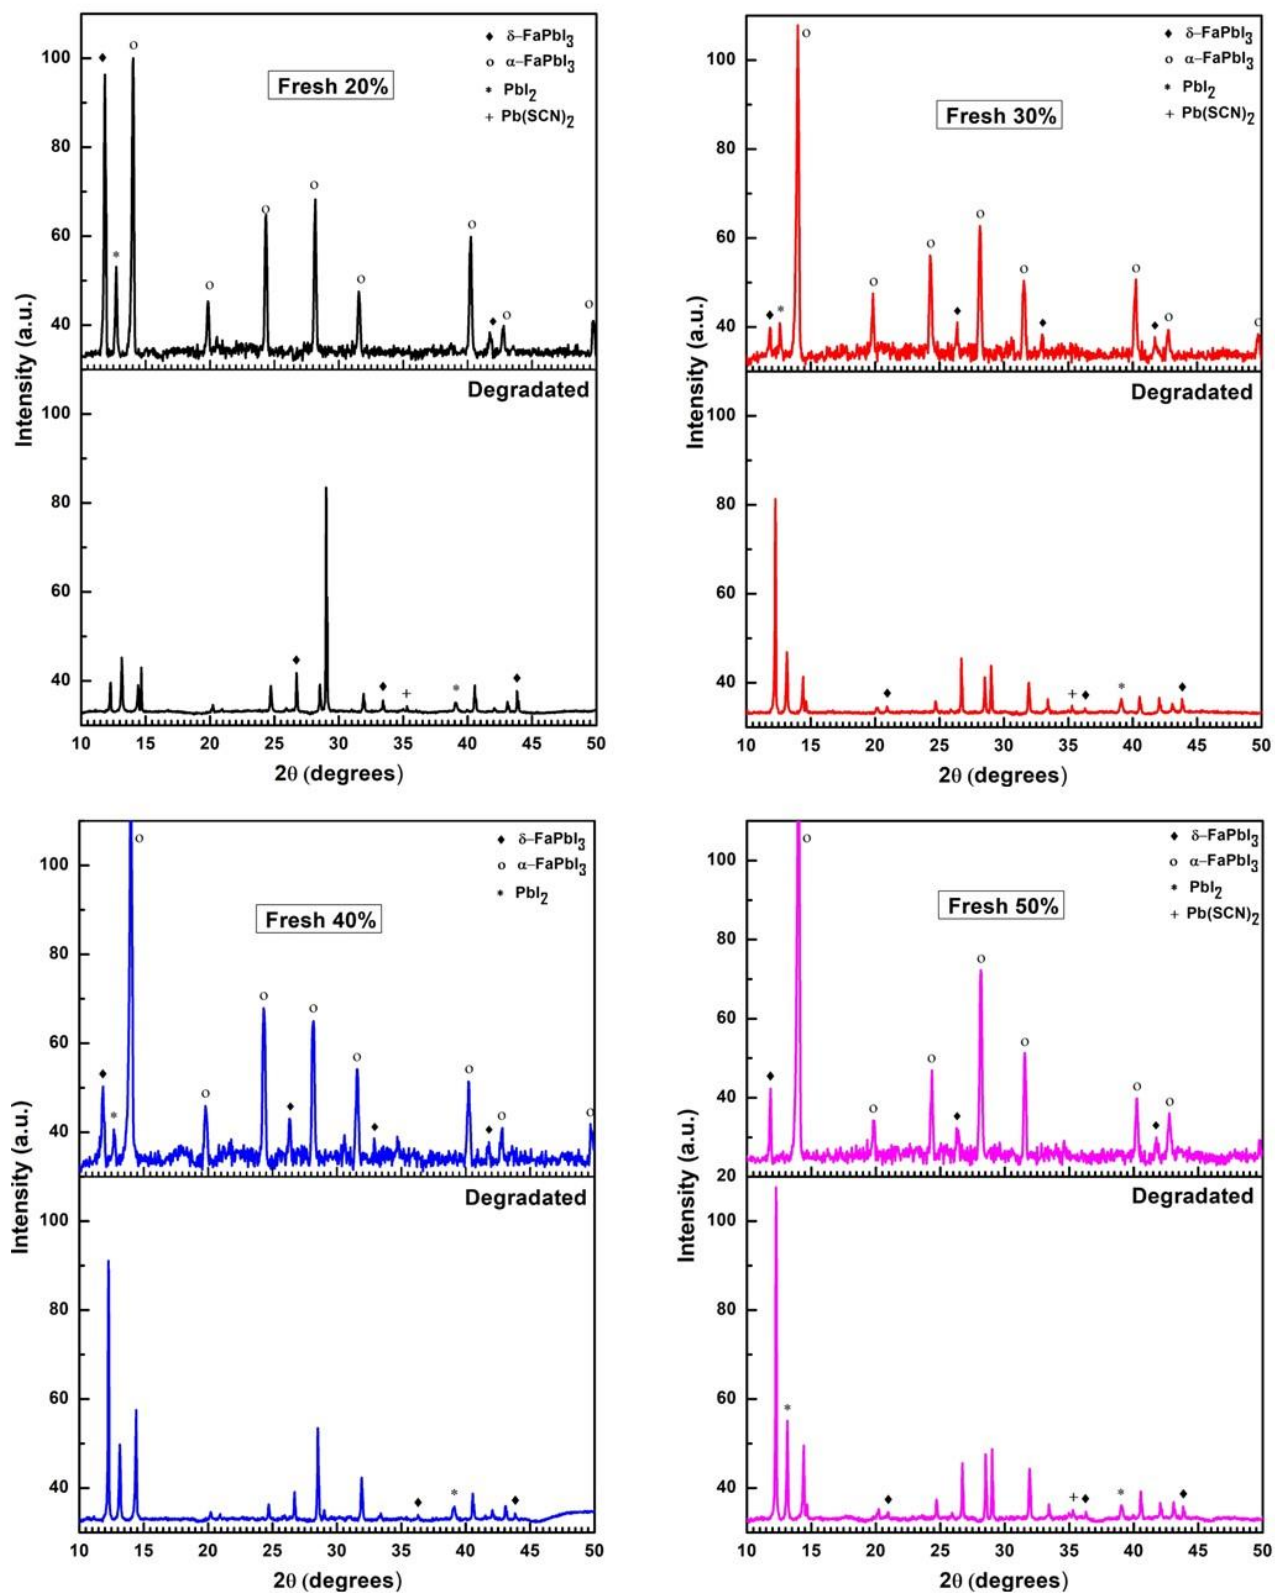 ♦ δ–FaPbI3
o α–FaPbI3
* PbI2
+ Pb(SCN)2
Fresh 20%
100
80
60
40
Degradated
100
80
60
40
Intensity (a.u.)
10 15 20 25 30 35 40 45 50
2θ (degrees)
♦ δ–FaPbI3
o α–FaPbI3
* PbI2
+ Pb(SCN)2
Fresh 30%
100
80
60
40
Degradated
100
80
60
40
Intensity (a.u.)
10 15 20 25 30 35 40 45 50
2θ (degrees)
♦ δ–FaPbI3
o α–FaPbI3
* PbI2
Fresh 40%
100
80
60
40
Degradated
100
80
60
40
Intensity (a.u.)
10 15 20 25 30 35 40 45 50
2θ (degrees)
♦ δ–FaPbI3
o α–FaPbI3
* PbI2
+ Pb(SCN)2
Fresh 50%
100
80
60
40
20
Degradated
100
80
60
40
Intensity (a.u.)
10 15 20 25 30 35 40 45 50
2θ (degrees)